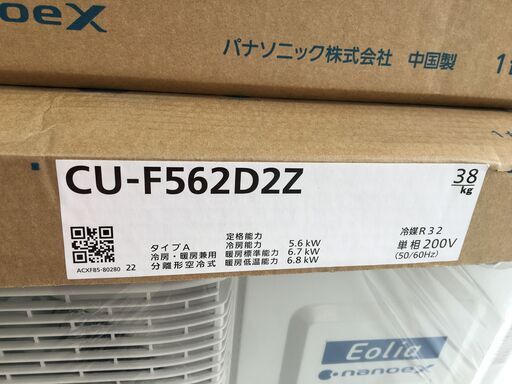 noeX
パナソニック株式会社 中国製
CU-F562D2Z
38
kg
定格能力
タイプA 冷房能力 5.6 kW
冷房・暖房兼用 暖房標準能力 6.7 kW
分離形空冷式 暖房低温能力 6.8 kW
冷媒R32
単相200V
(50/60Hz)
ACXF85-80280 22
Eolia
nanoeX